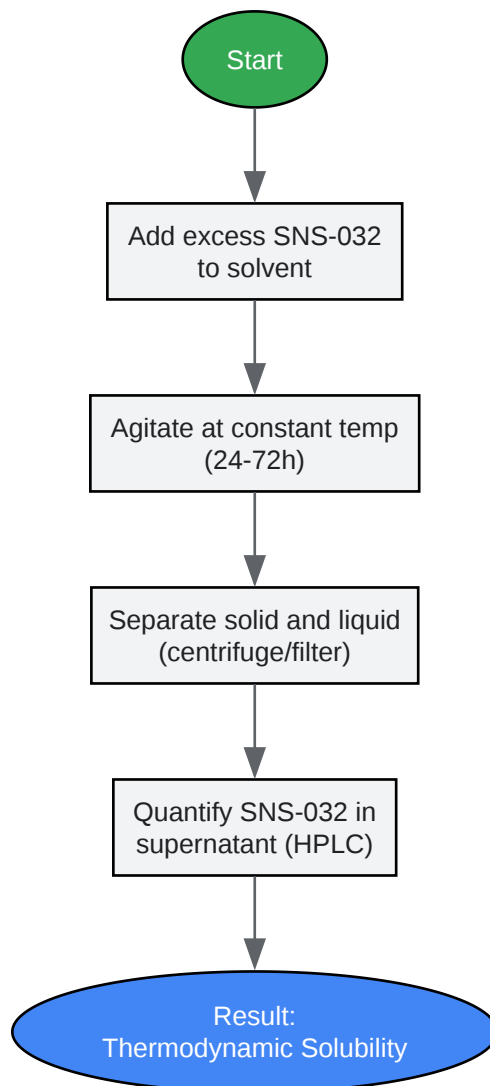 Start
Add excess SNS-032
to solvent
Agitate at constant temp
(24-72h)
Separate solid and liquid
(centrifuge/filter)
Quantify SNS-032 in
supernatant (HPLC)
Result:
Thermodynamic Solubility